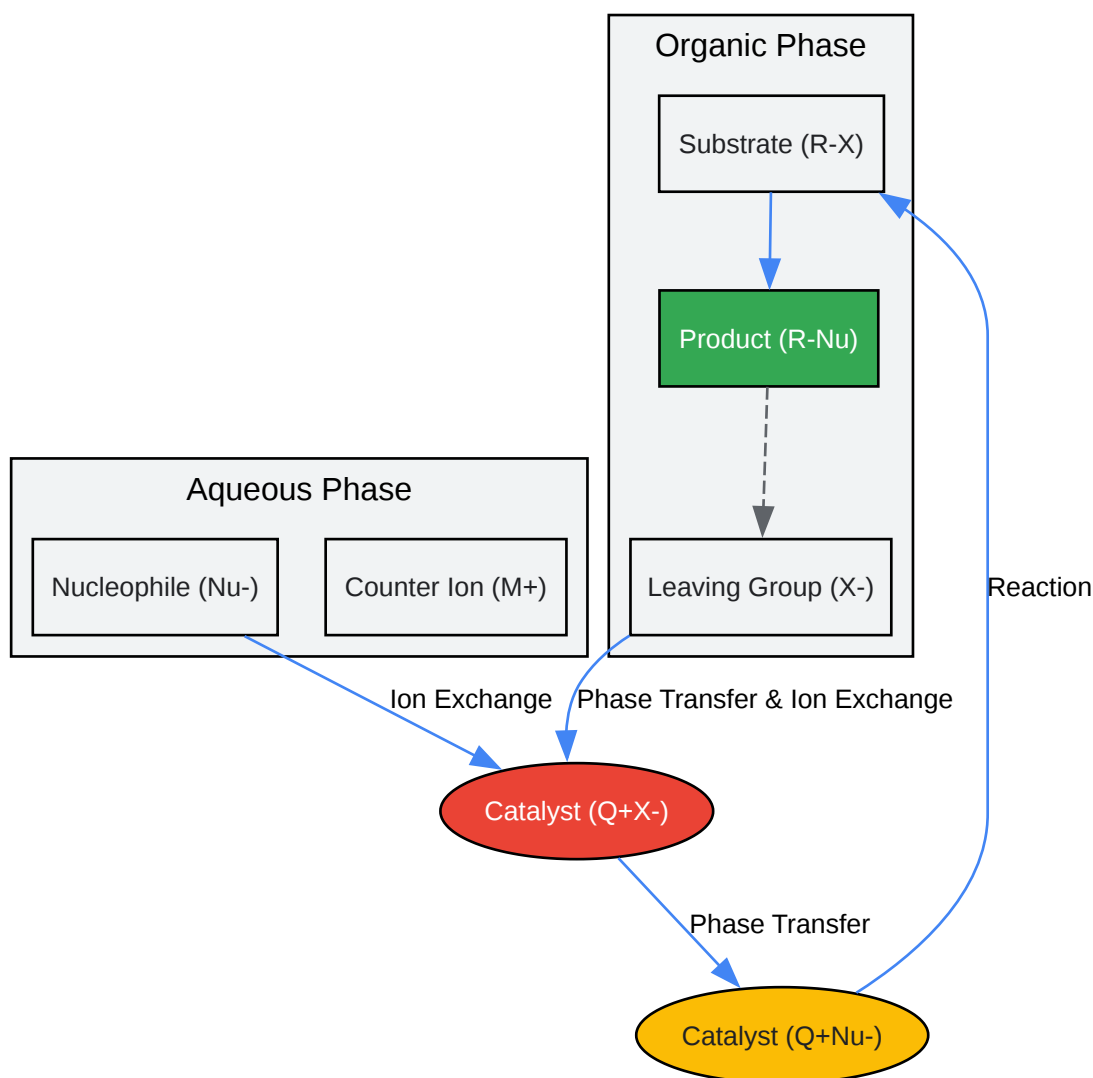 Organic Phase
Substrate (R-X)
Product (R-Nu)
Aqueous Phase
Nucleophile (Nu-)
Counter Ion (M+)
Leaving Group (X-)
Reaction
Ion Exchange
Phase Transfer & Ion Exchange
Catalyst (Q+X-)
Phase Transfer
Catalyst (Q+Nu-)